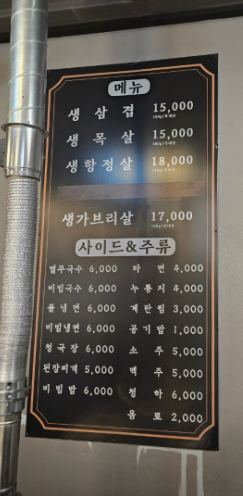 메뉴
생삼겹 15,000
생목살 15,000
생항정살 18,000
생가브리살 17,000
사이드&주류
열무국수 6,000 라면 4,000
비빔국수 6,000 누룽지 4,000
물냉면 6,000 계란찜 3,000
비빔냉면 6,000 공기밥 1,000
청국장 6,000 소주 5,000
된장찌개 5,000 맥주 5,000
비빔밥 6,000 청하 6,000
음료 2,000